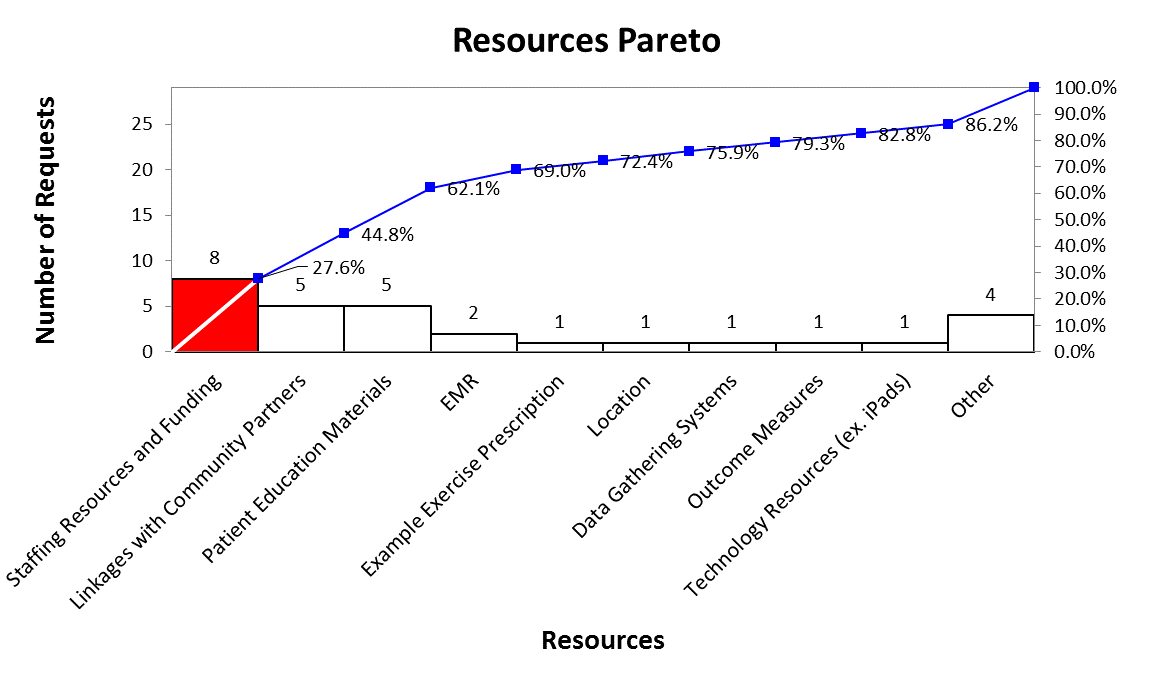 Resources Pareto
Number of Requests
25
20
15
10
5
0
100.0%
90.0%
80.0%
70.0%
60.0%
50.0%
40.0%
30.0%
20.0%
10.0%
0.0%
8
5
5
2
1
1
1
1
1
4
27.6%
44.8%
62.1%
69.0%
72.4%
75.9%
79.3%
82.8%
86.2%
Staffing Resources and Funding
Linkages with Community Partners
Patient Education Materials
EMR
Example Exercise Prescription
Location
Data Gathering Systems
Outcome Measures
Technology Resources (ex. iPads)
Other
Resources